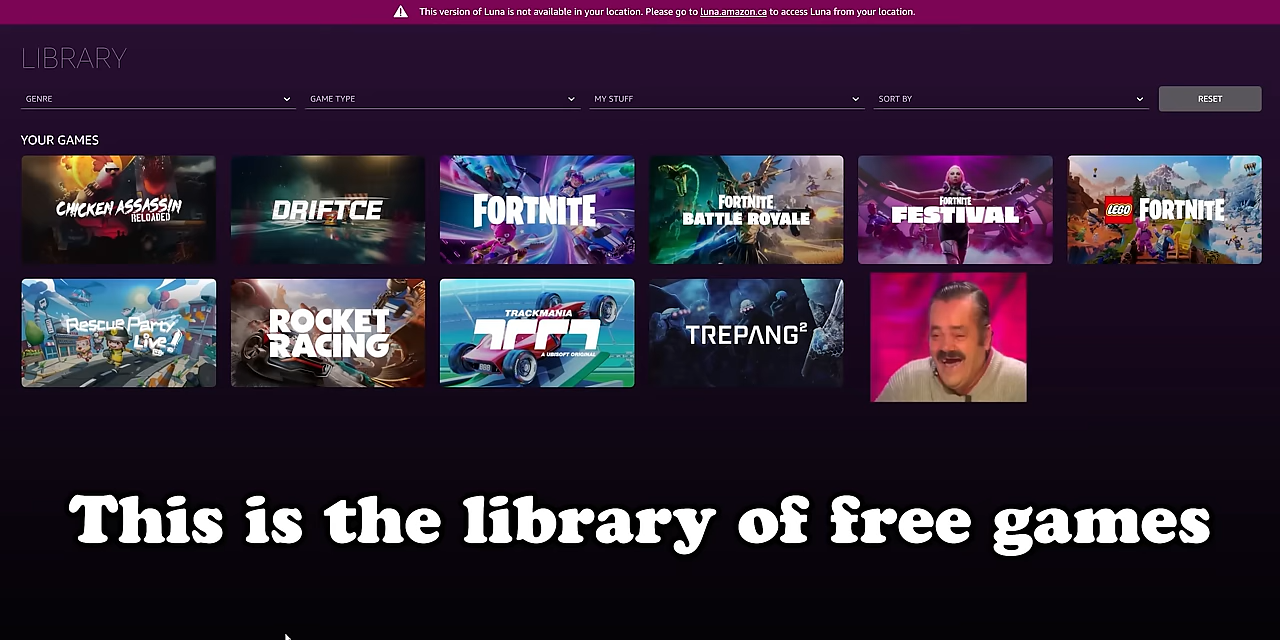 This version of Luna is not available in your location. Please go to luna.amazon.ca to access Luna from your location.
LIBRARY
GENRE
GAME TYPE
MY STUFF
SORT BY
RESET
YOUR GAMES
CHICKEN ASSASSIN
RELOADED
DRIFTCE
FORTNITE
FORTNITE
BATTLE ROYALE
FORTNITE
FESTIVAL
LEGO FORTNITE
Rescue Party
Live!
ROCKET
RACING
TRACKMANIA
A UBISOFT ORIGINAL
TREPANG²
This is the library of free games